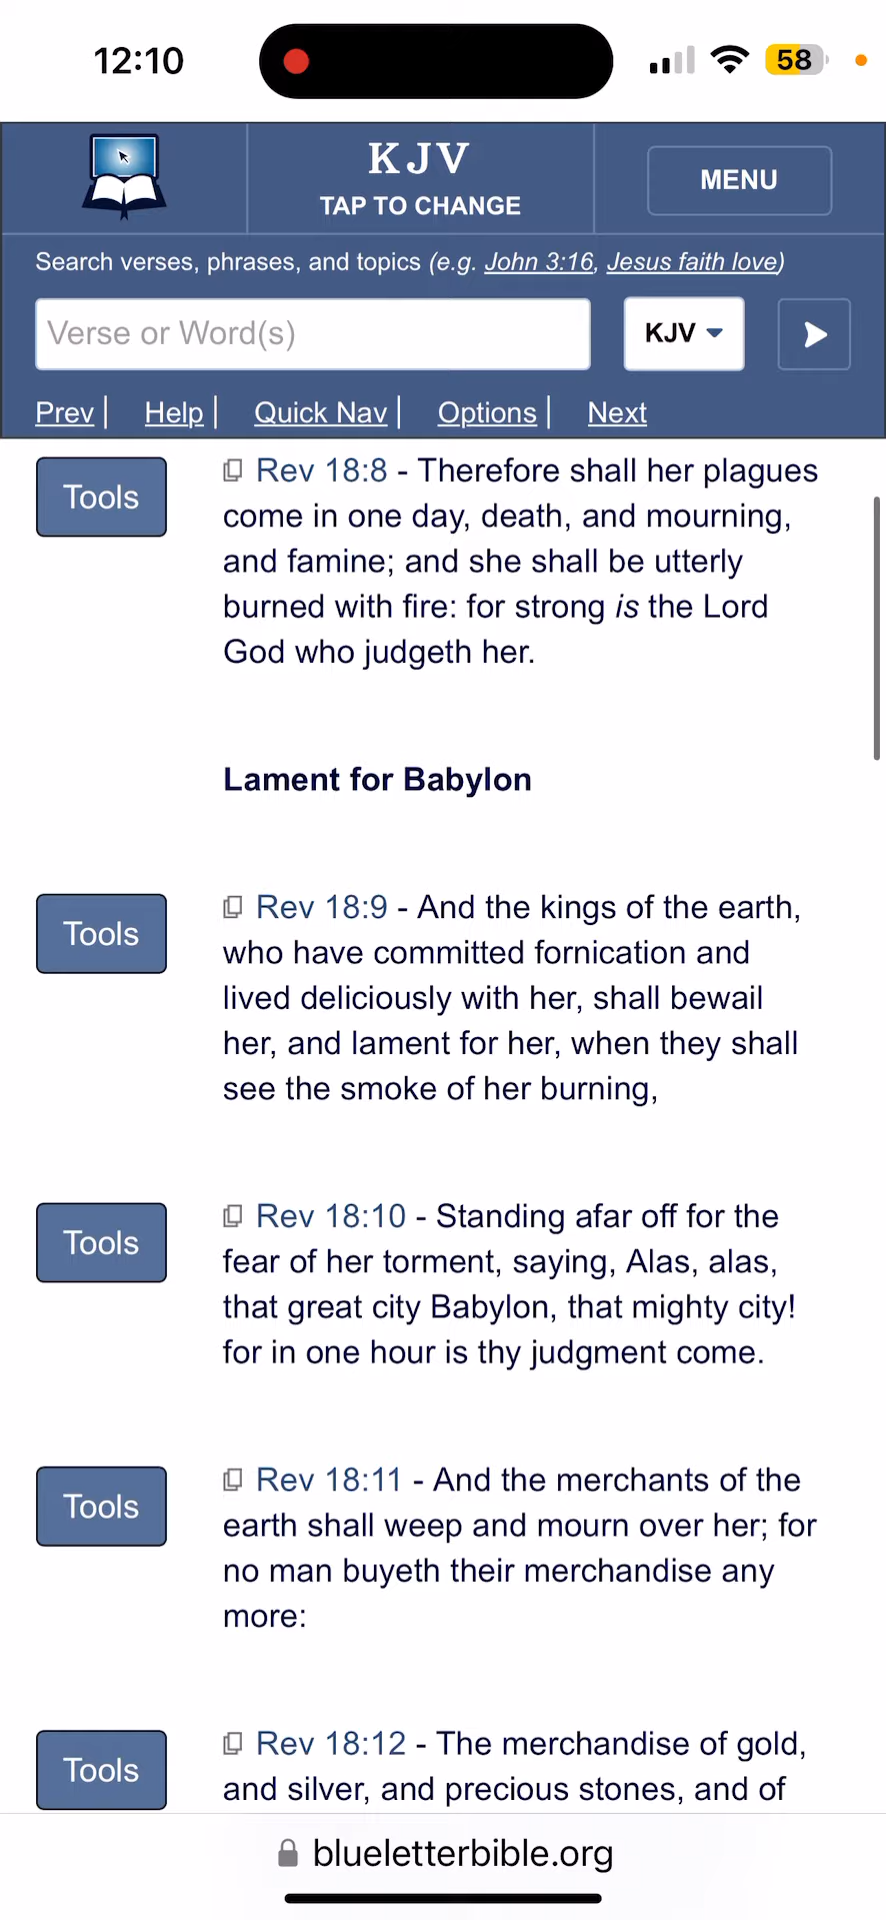 12:10
58
KJV
TAP TO CHANGE
MENU
Search verses, phrases, and topics (e.g. John 3:16, Jesus faith love)
Verse or Word(s)
KJV
Prev | Help | Quick Nav | Options | Next
Tools
Rev 18:8 - Therefore shall her plagues
come in one day, death, and mourning,
and famine; and she shall be utterly
burned with fire: for strong is the Lord
God who judgeth her.
Lament for Babylon
Tools
Rev 18:9 - And the kings of the earth,
who have committed fornication and
lived deliciously with her, shall bewail
her, and lament for her, when they shall
see the smoke of her burning,
Tools
Rev 18:10 - Standing afar off for the
fear of her torment, saying, Alas, alas,
that great city Babylon, that mighty city!
for in one hour is thy judgment come.
Tools
Rev 18:11 - And the merchants of the
earth shall weep and mourn over her; for
no man buyeth their merchandise any
more:
Tools
Rev 18:12 - The merchandise of gold,
and silver, and precious stones, and of
blueletterbible.org